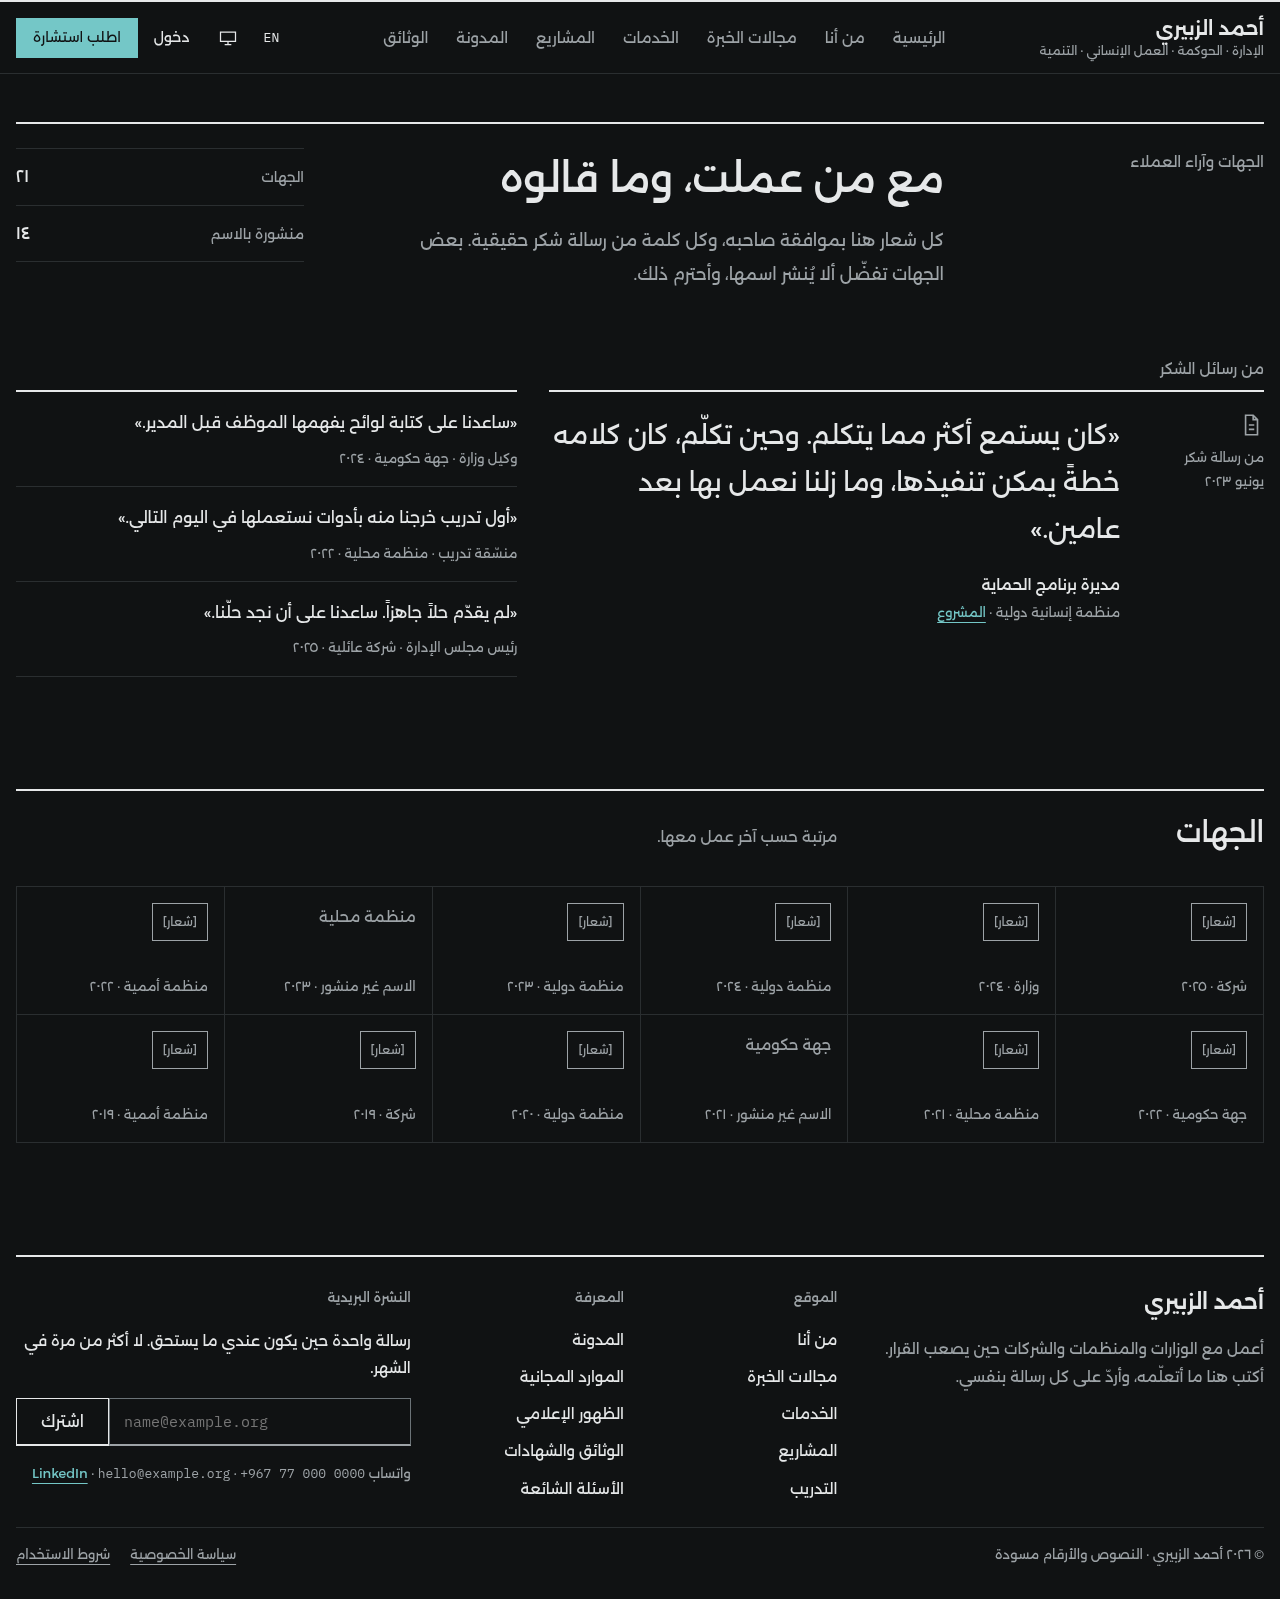 أحمد الزبيري
الإدارة · الحوكمة · العمل الإنساني · التنمية
الرئيسية
من أنا
مجالات الخبرة
الخدمات
المشاريع
المدونة
الوثائق
EN
دخول
اطلب استشارة
الجهات وآراء العملاء
مع من عملت، وما قالوه
كل شعار هنا بموافقة صاحبه، وكل كلمة من رسالة شكر حقيقية. بعض
الجهات تفضّل ألا يُنشر اسمها، وأحترم ذلك.
الجهات
٢١
منشورة بالاسم
١٤
من رسائل الشكر
من رسالة شكر
يونيو ٢٠٢٣
«كان يستمع أكثر مما يتكلم. وحين تكلّم، كان كلامه
خطةً يمكن تنفيذها، وما زلنا نعمل بها بعد
عامين.»
مديرة برنامج الحماية
منظمة إنسانية دولية · المشروع
«ساعدنا على كتابة لوائح يفهمها الموظف قبل المدير.»
وكيل وزارة · جهة حكومية · ٢٠٢٤
«أول تدريب خرجنا منه بأدوات نستعملها في اليوم التالي.»
منسّقة تدريب · منظمة محلية · ٢٠٢٢
«لم يقدّم حلاً جاهزاً. ساعدنا على أن نجد حلّنا.»
رئيس مجلس الإدارة · شركة عائلية · ٢٠٢٥
الجهات
مرتبة حسب آخر عمل معها.
[شعار]
شركة · ٢٠٢٥
[شعار]
وزارة · ٢٠٢٤
[شعار]
منظمة دولية · ٢٠٢٤
[شعار]
منظمة دولية · ٢٠٢٣
منظمة محلية
الاسم غير منشور · ٢٠٢٣
[شعار]
منظمة أممية · ٢٠٢٢
[شعار]
جهة حكومية · ٢٠٢٢
[شعار]
منظمة محلية · ٢٠٢١
جهة حكومية
الاسم غير منشور · ٢٠٢١
[شعار]
منظمة دولية · ٢٠٢٠
[شعار]
شركة · ٢٠١٩
[شعار]
منظمة أممية · ٢٠١٩
أحمد الزبيري
أعمل مع الوزارات والمنظمات والشركات حين يصعب القرار.
أكتب هنا ما أتعلّمه، وأردّ على كل رسالة بنفسي.
الموقع
من أنا
مجالات الخبرة
الخدمات
المشاريع
التدريب
المعرفة
المدونة
الموارد المجانية
الظهور الإعلامي
الوثائق والشهادات
الأسئلة الشائعة
النشرة البريدية
رسالة واحدة حين يكون عندي ما يستحق. لا أكثر من مرة في
الشهر.
name@example.org
اشترك
واتساب +967 77 000 0000 · hello@example.org · LinkedIn
© ٢٠٢٦ أحمد الزبيري · النصوص والأرقام مسودة
سياسة الخصوصية
شروط الاستخدام